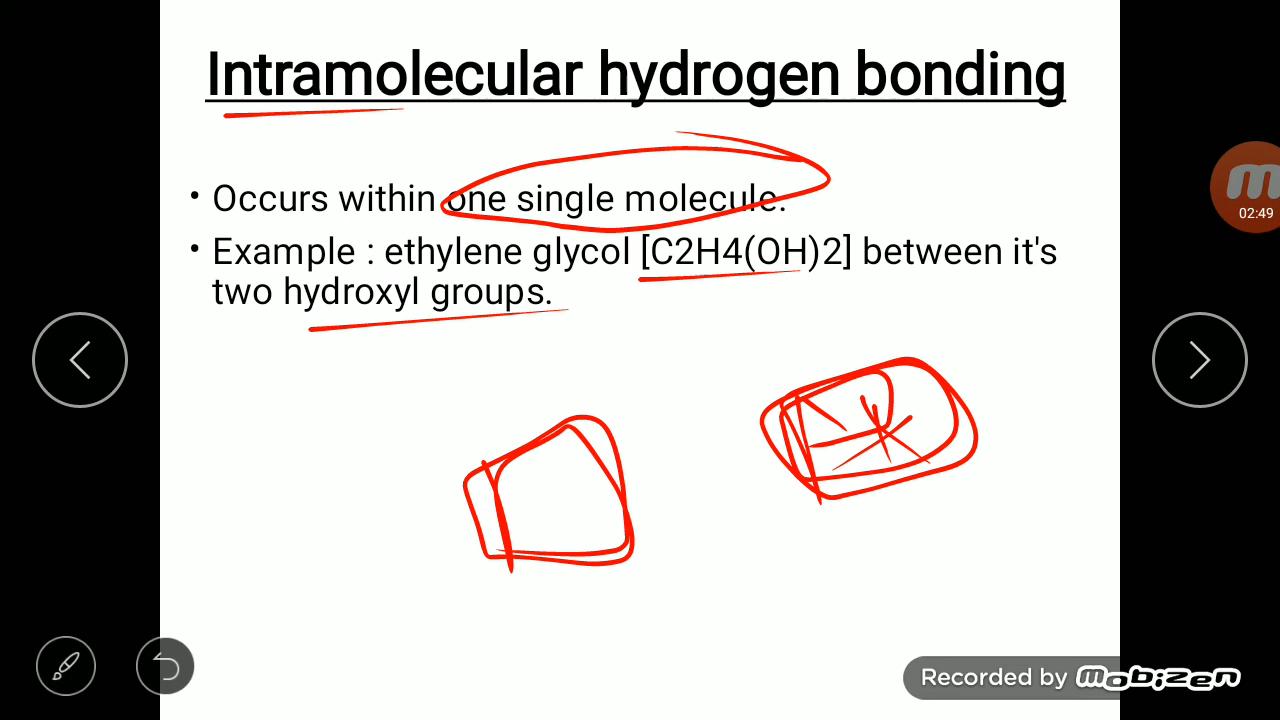 Intramolecular hydrogen bonding
• Occurs within one single molecule.
• Example : ethylene glycol [C2H4(OH)2] between it's
two hydroxyl groups.
02:49
Recorded by mobizen